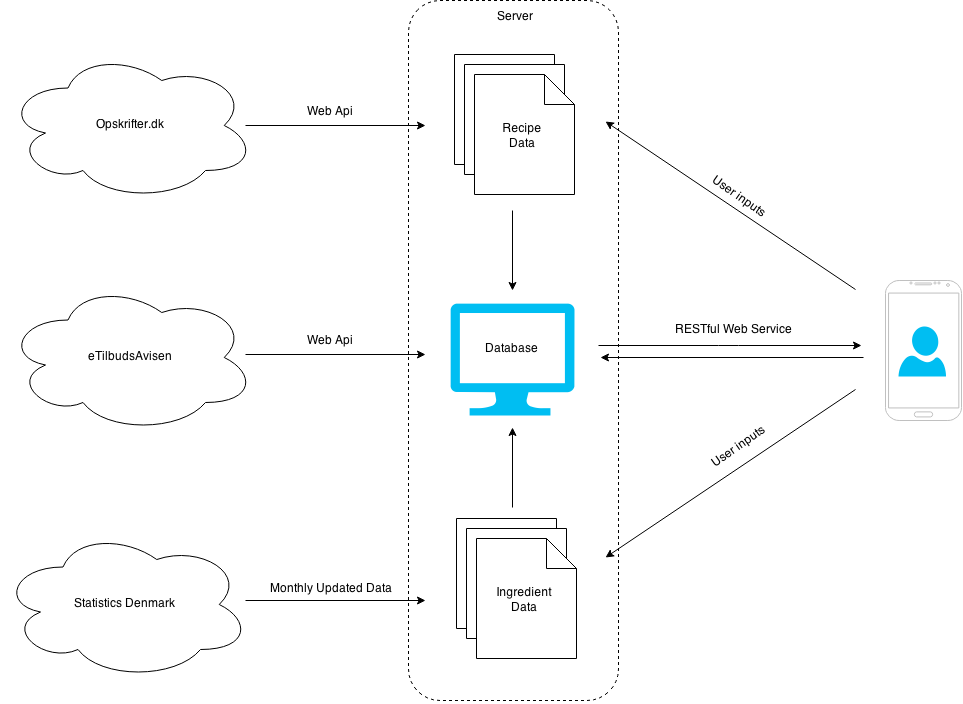 Server
Opskrifter.dk
Web Api
Recipe
Data
User inputs
eTilbudsAvisen
Web Api
Database
RESTful Web Service
User inputs
Statistics Denmark
Monthly Updated Data
Ingredient
Data